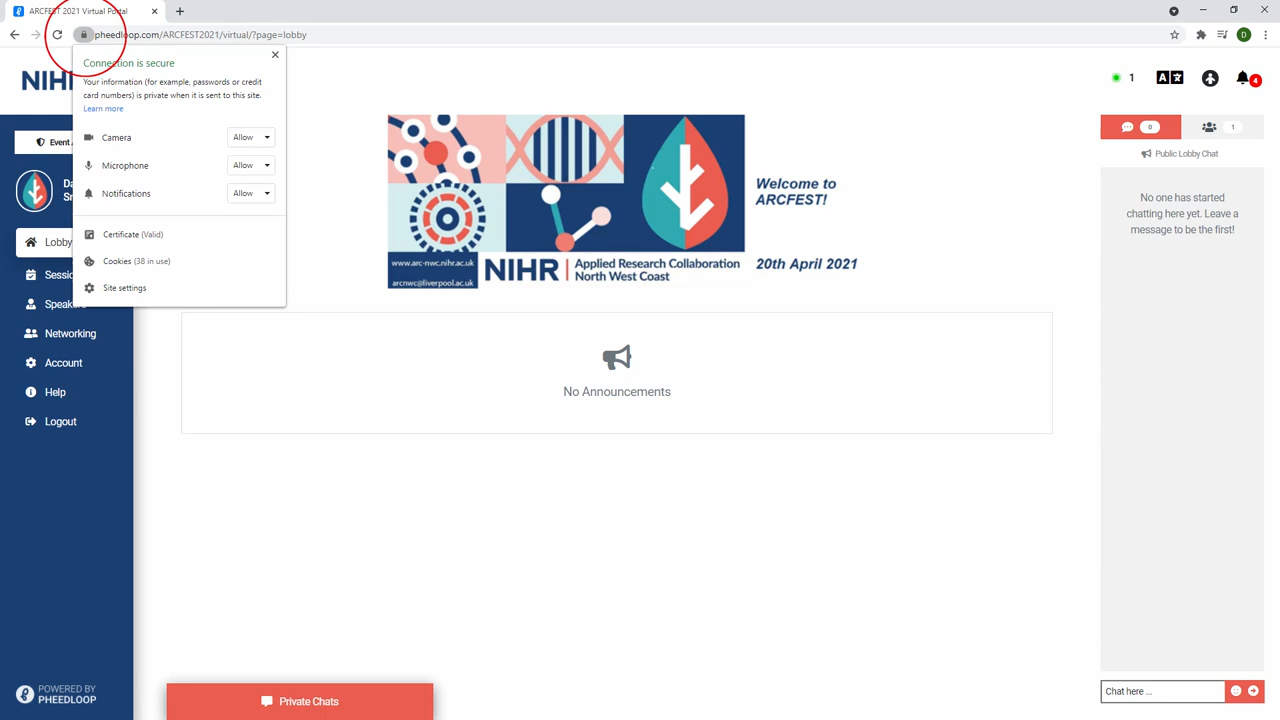 ARCFEST 2021 Virtual Portal
pheedloop.com/ARCFEST2021/virtual/?page=lobby
D
Connection is secure
Your information (for example, passwords or credit
card numbers) is private when it is sent to this site.
Learn more
Camera
Allow
Microphone
Allow
Notifications
Allow
Certificate (Valid)
Cookies (38 in use)
Site settings
NIHR
1
4
Event
Lobby
Networking
Account
Help
Logout
POWERED BY
PHEEDLOOP
www.arc-nwc.nihr.ac.uk
arcnwc@liverpool.ac.uk
NIHR | Applied Research Collaboration
North West Coast
Welcome to
ARCFEST!
20th April 2021
No Announcements
Private Chats
0
1
Public Lobby Chat
No one has started
chatting here yet. Leave a
message to be the first!
Chat here ...